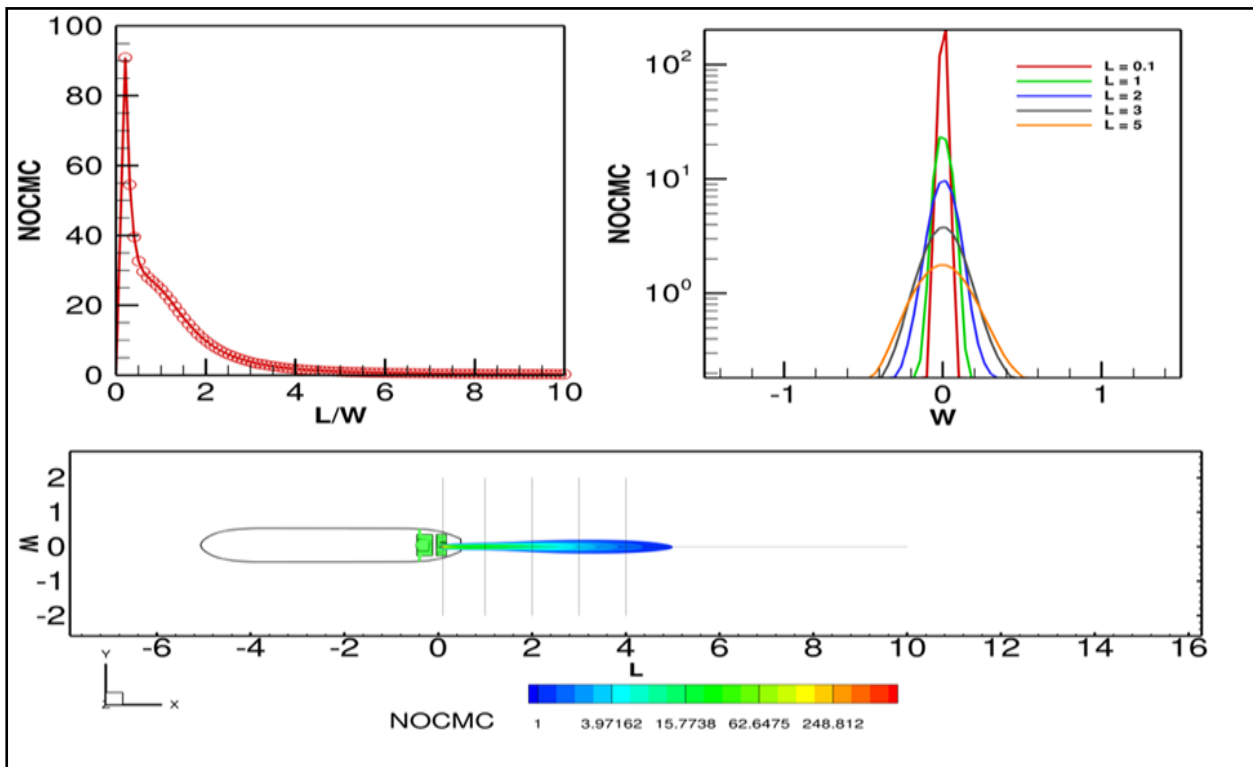 100
80
60
40
20
0
NOCMC
0 2 4 6 8 10
L/W
10²
10¹
10⁰
NOCMC
L = 0.1
L = 1
L = 2
L = 3
L = 5
-1 0 1
W
2
1
0
-1
-2
W
-6 -4 -2 0 2 4 6 8 10 12 14 16
L
Y
Z X
NOCMC 1 3.97162 15.7738 62.6475 248.812